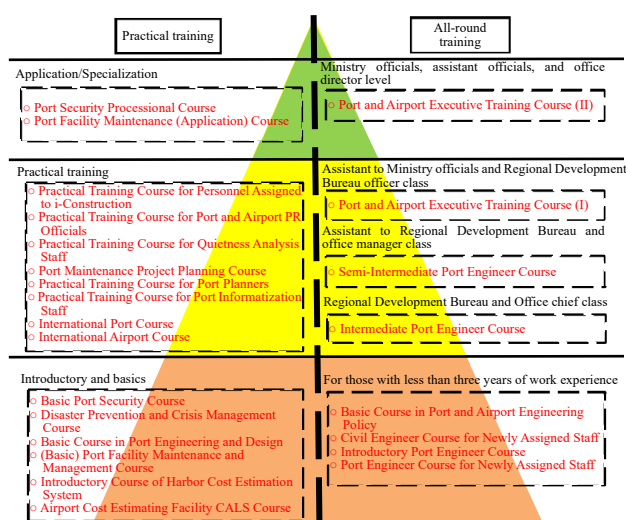 Practical training
All-round
training
Application/Specialization
○ Port Security Processional Course
○ Port Facility Maintenance (Application) Course
Ministry officials, assistant officials, and office
director level
○ Port and Airport Executive Training Course (II)
Practical training
○ Practical Training Course for Personnel Assigned
to i-Construction
○ Practical Training Course for Port and Airport PR
Officials
○ Practical Training Course for Quietness Analysis
Staff
○ Port Maintenance Project Planning Course
○ Practical Training Course for Port Planners
○ Practical Training Course for Port Informatization
Staff
○ International Port Course
○ International Airport Course
Assistant to Ministry officials and Regional Development
Bureau officer class
○ Port and Airport Executive Training Course (I)
Assistant to Regional Development Bureau and
office manager class
○ Semi-Intermediate Port Engineer Course
Regional Development Bureau and Office chief class
○ Intermediate Port Engineer Course
Introductory and basics
○ Basic Port Security Course
○ Disaster Prevention and Crisis Management
Course
○ Basic Course in Port Engineering and Design
○ (Basic) Port Facility Maintenance and
Management Course
○ Introductory Course of Harbor Cost Estimation
System
○ Airport Cost Estimating Facility CALS Course
For those with less than three years of work experience
○ Basic Course in Port and Airport Engineering
Policy
○ Civil Engineer Course for Newly Assigned Staff
○ Introductory Port Engineer Course
○ Port Engineer Course for Newly Assigned Staff